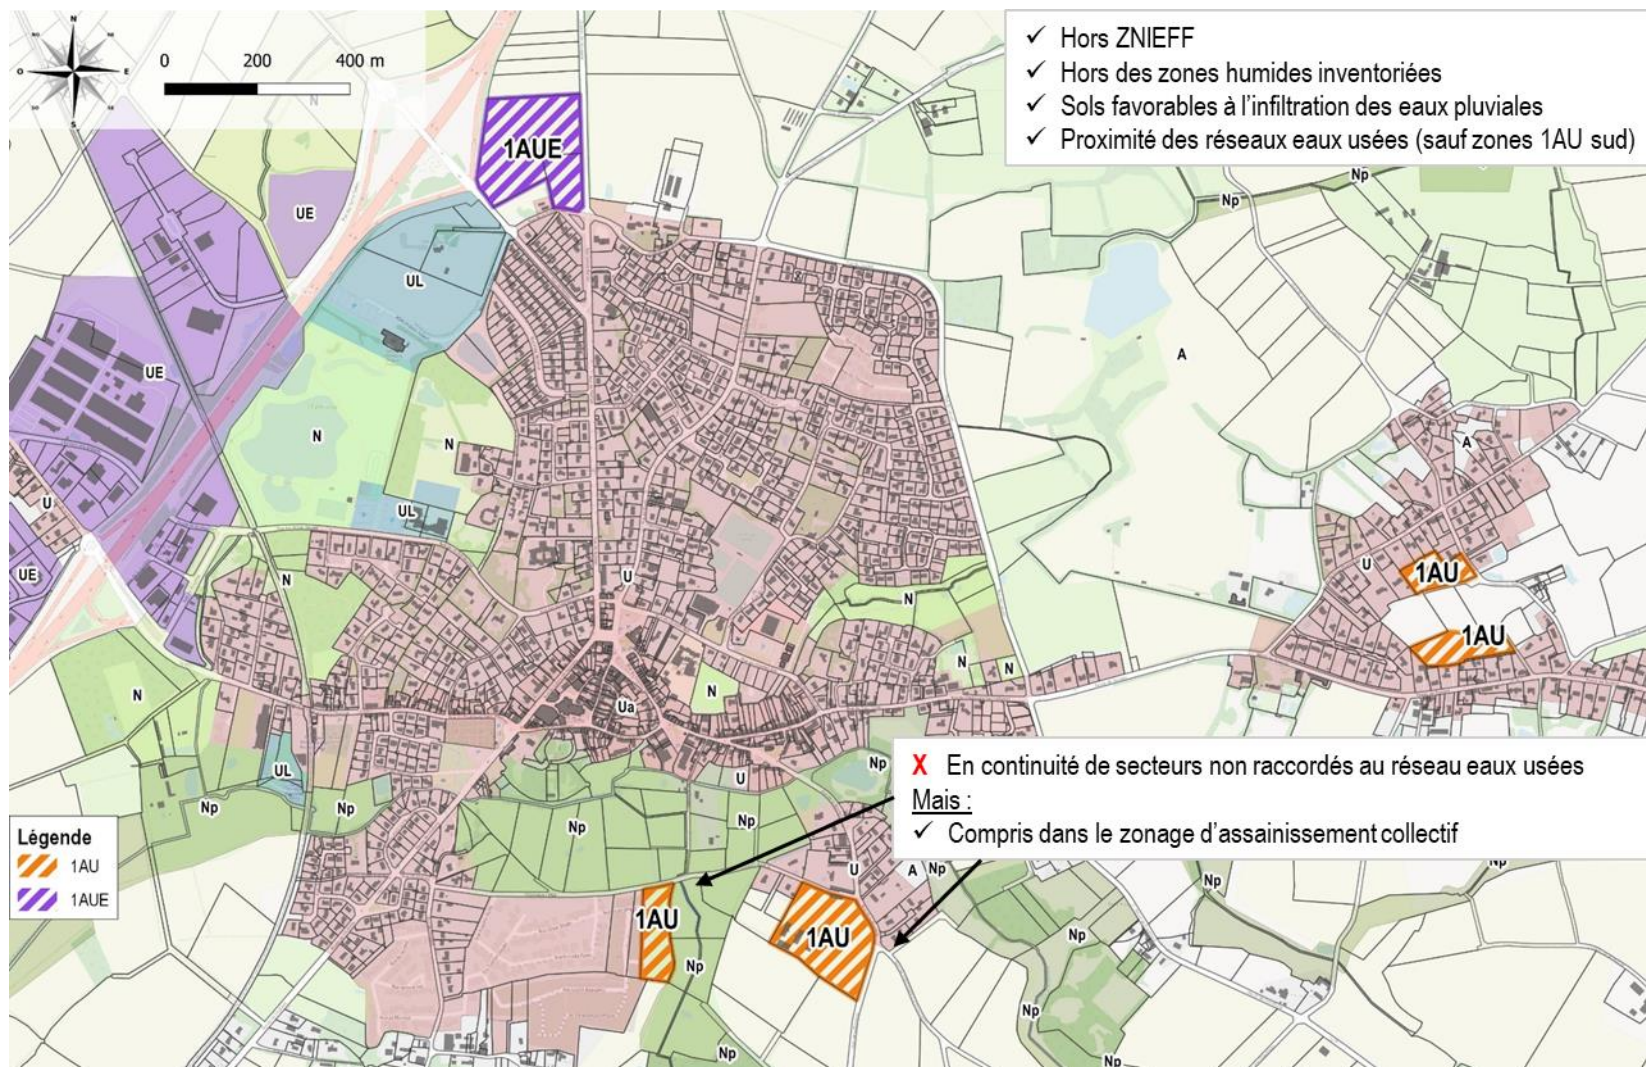 N
O
E
S
0 200 400 m
✓ Hors ZNIEFF
✓ Hors des zones humides inventoriées
✓ Sols favorables à l’infiltration des eaux pluviales
✓ Proximité des réseaux eaux usées (sauf zones 1AU sud)
N
1AUE
Np
Np
UE
UL
A
UE
N
N
A
UL
U
U
U
1AU
UE
N
N
1AU
N
N
N
N
Ua
UL
U
Np
X En continuité de secteurs non raccordés au réseau eaux usées
Mais :
✓ Compris dans le zonage d’assainissement collectif
Np
Np
Np
Np
Légende
1AU
1AUE
U
A
Np
Np
Np
1AU
1AU
Np
Np
Np
Np
Np